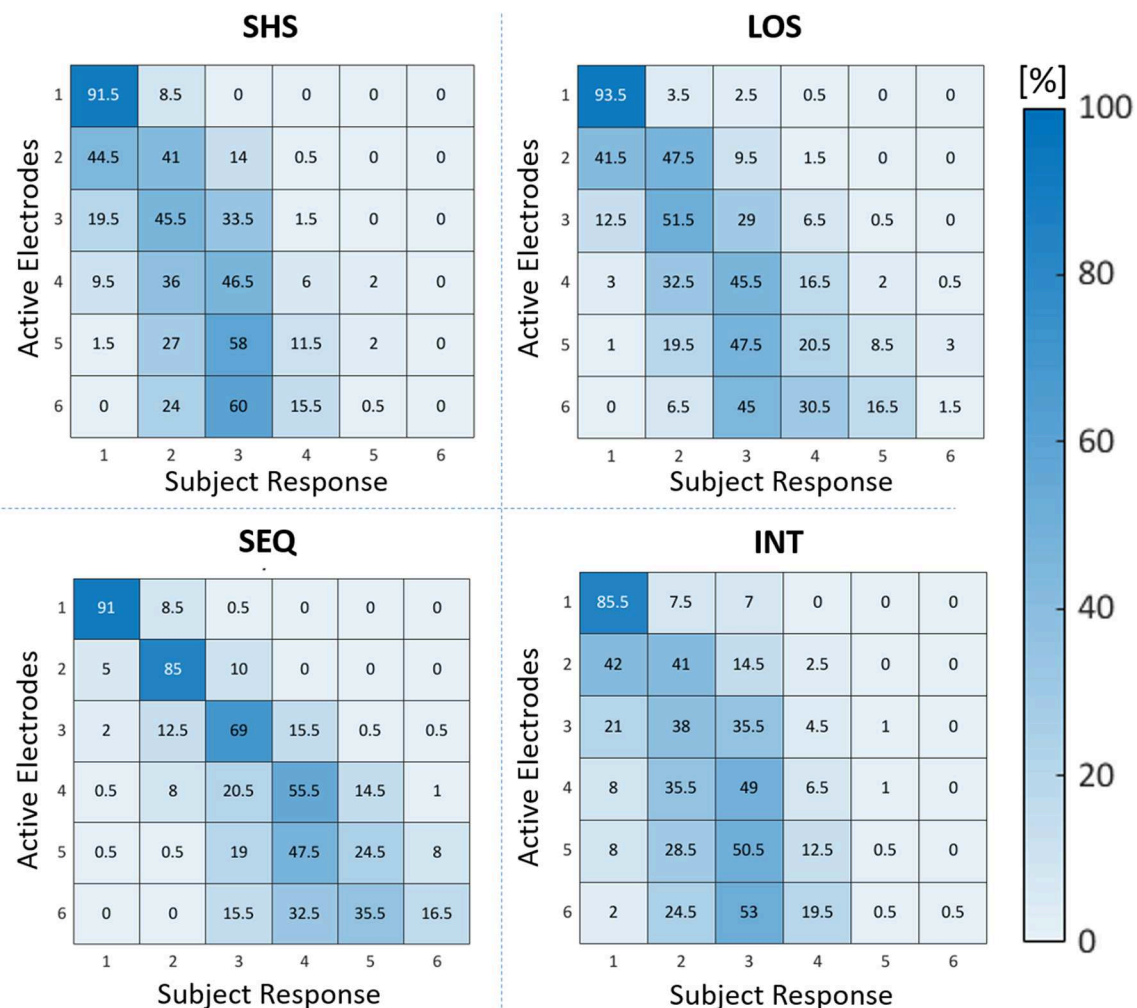 SHS
Active Electrodes
1 91.5 8.5 0 0 0 0
2 44.5 41 14 0.5 0 0
3 19.5 45.5 33.5 1.5 0 0
4 9.5 36 46.5 6 2 0
5 1.5 27 58 11.5 2 0
6 0 24 60 15.5 0.5 0
1 2 3 4 5 6
Subject Response
LOS
Active Electrodes
1 93.5 3.5 2.5 0.5 0 0
2 41.5 47.5 9.5 1.5 0 0
3 12.5 51.5 29 6.5 0.5 0
4 3 32.5 45.5 16.5 2 0.5
5 1 19.5 47.5 20.5 8.5 3
6 0 6.5 45 30.5 16.5 1.5
1 2 3 4 5 6
Subject Response
SEQ
Active Electrodes
1 91 8.5 0.5 0 0 0
2 5 85 10 0 0 0
3 2 12.5 69 15.5 0.5 0.5
4 0.5 8 20.5 55.5 14.5 1
5 0.5 0.5 19 47.5 24.5 8
6 0 0 15.5 32.5 35.5 16.5
1 2 3 4 5 6
Subject Response
INT
Active Electrodes
1 85.5 7.5 7 0 0 0
2 42 41 14.5 2.5 0 0
3 21 38 35.5 4.5 1 0
4 8 35.5 49 6.5 1 0
5 8 28.5 50.5 12.5 0.5 0
6 2 24.5 53 19.5 0.5 0.5
1 2 3 4 5 6
Subject Response
[%]
100
80
60
40
20
0